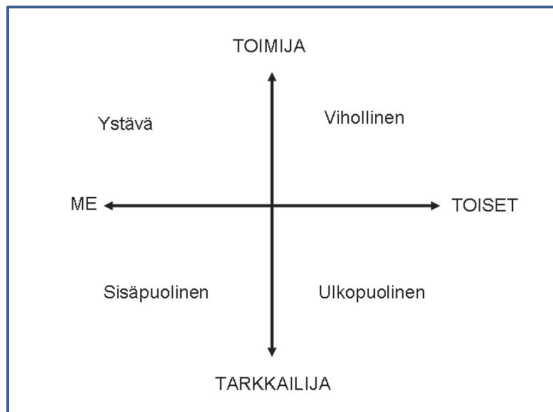 TOIMIJA
Ystävä
Vihollinen
ME
TOISET
Sisäpuolinen
Ulkopuolinen
TARKKAILIJA